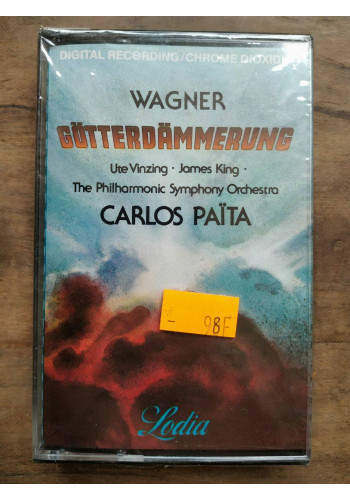 DIGITAL RECORDING/CHROME DIOXIDE
WAGNER
GÖTTERDÄMMERUNG
Ute Vinzing · James King ·
The Philharmonic Symphony Orchestra
CARLOS PAÏTA
- 98F
Lodia